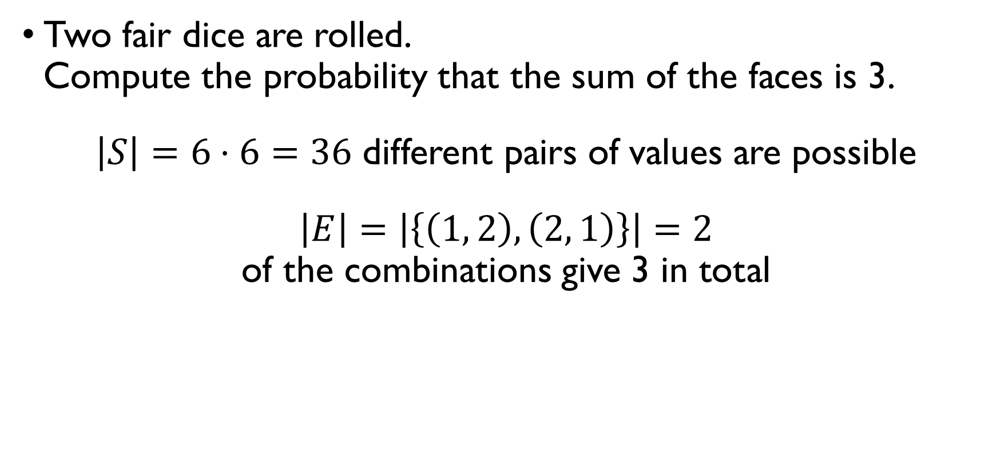 • Two fair dice are rolled.
Compute the probability that the sum of the faces is 3.
|S| = 6 · 6 = 36 different pairs of values are possible
|E| = |{(1, 2), (2, 1)}| = 2
of the combinations give 3 in total